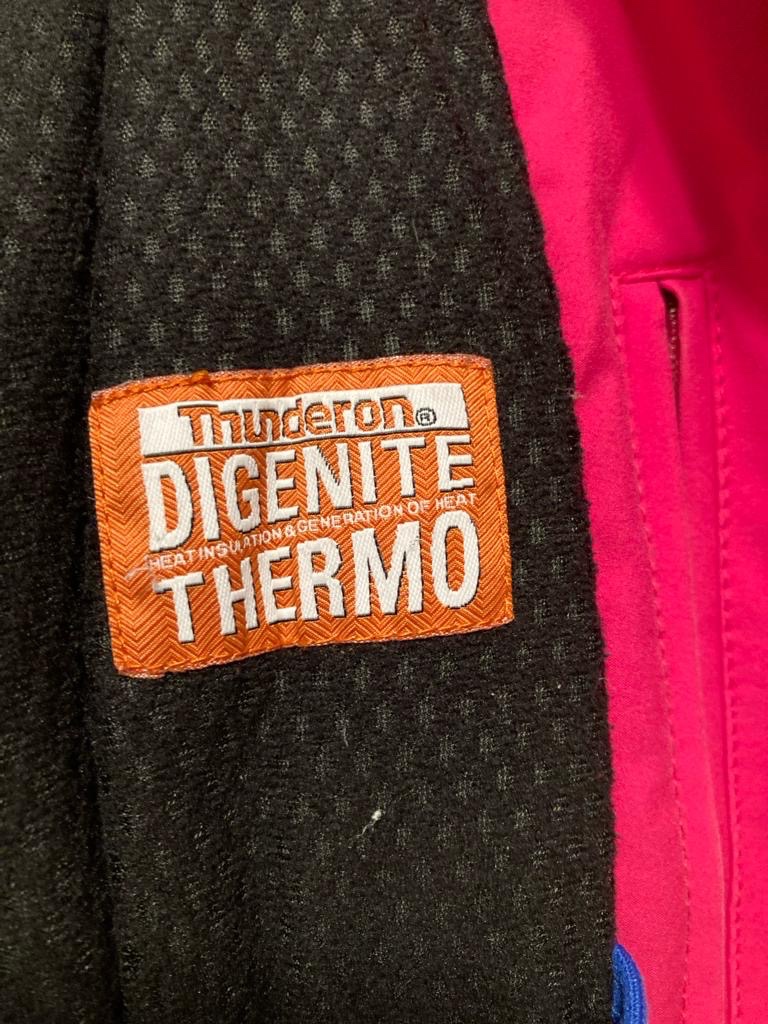 Thunderon®
DIGENITE
HEAT INSULATION & GENERATION OF HEAT
THERMO